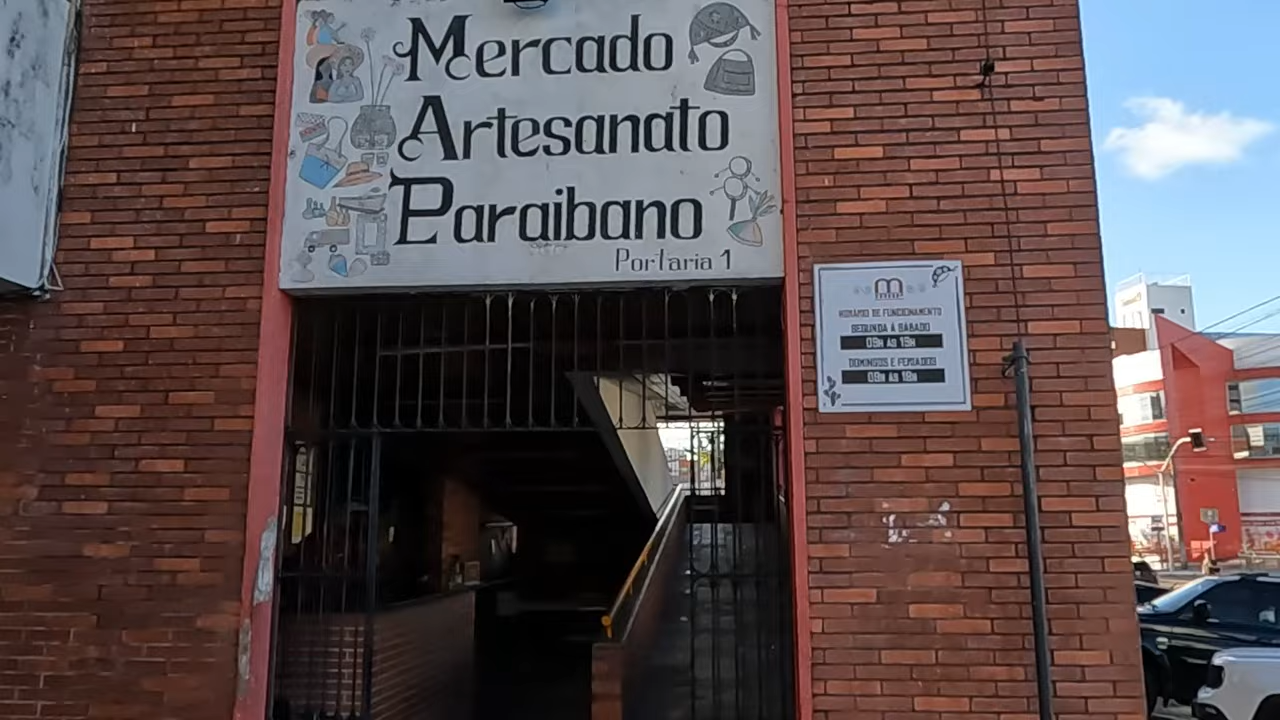 Mercado
Artesanato
Paraibano
Portaria 1
HORÁRIO DE FUNCIONAMENTO
SEGUNDA À SÁBADO
09H ÀS 19H
DOMINGOS E FERIADOS
09H ÀS 18H